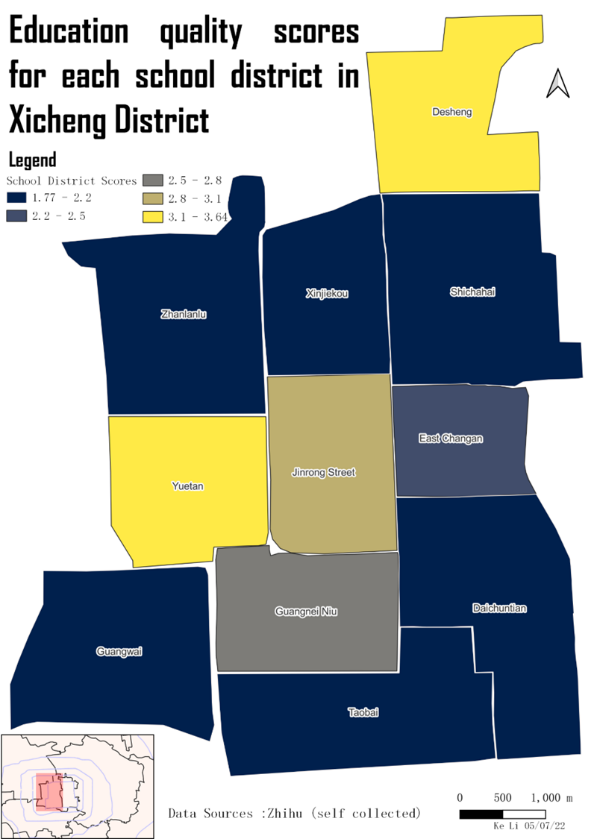 Education quality scores
for each school district in
Xicheng District
Legend
School District Scores
1.77 - 2.2
2.2 - 2.5
2.5 - 2.8
2.8 - 3.1
3.1 - 3.64
Desheng
Xinjiekou
Shichahai
Zhanlanlu
East Changan
Jinrong Street
Yuetan
Guangnei Niu
Daichuntian
Guangwai
Taobai
Data Sources :Zhihu (self collected)
0 500 1,000 m
Ke Li 05/07/22